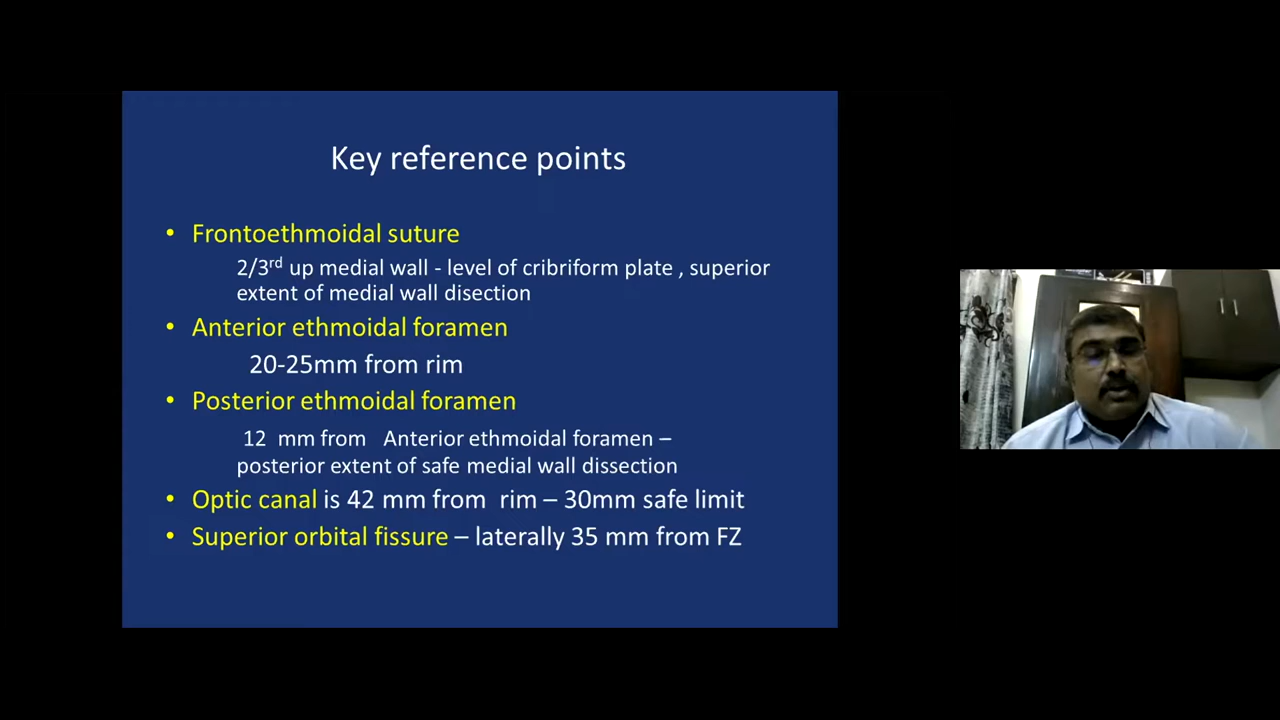 Key reference points
• Frontoethmoidal suture
2/3rd up medial wall - level of cribriform plate , superior
extent of medial wall disection
• Anterior ethmoidal foramen
20-25mm from rim
• Posterior ethmoidal foramen
12 mm from Anterior ethmoidal foramen –
posterior extent of safe medial wall dissection
• Optic canal is 42 mm from rim – 30mm safe limit
• Superior orbital fissure – laterally 35 mm from FZ